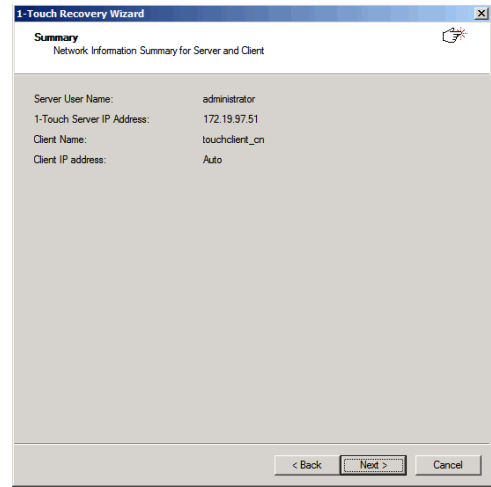 1-Touch Recovery Wizard
Summary
Network Information Summary for Server and Client
Server User Name: administrator
1-Touch Server IP Address: 172.19.97.51
Client Name: touchclient_cn
Client IP address: Auto
< Back Next > Cancel